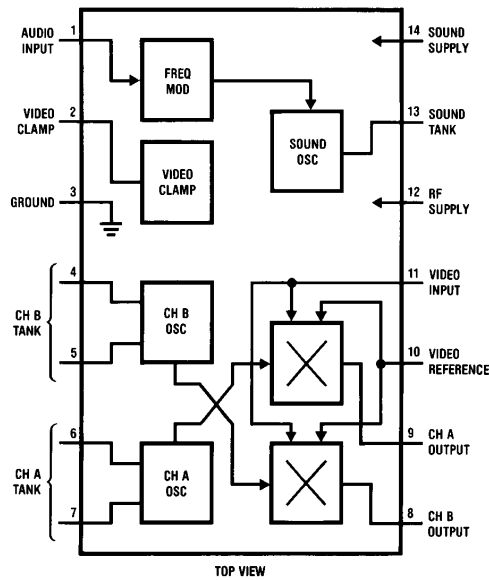 AUDIO
INPUT
1
VIDEO
CLAMP
2
GROUND
3
CH B
TANK
4
5
CH A
TANK
6
7
FREQ
MOD
VIDEO
CLAMP
SOUND
OSC
CH B
OSC
CH A
OSC
14 SOUND
SUPPLY
13 SOUND
TANK
12 RF
SUPPLY
11 VIDEO
INPUT
10 VIDEO
REFERENCE
9 CH A
OUTPUT
8 CH B
OUTPUT
TOP VIEW